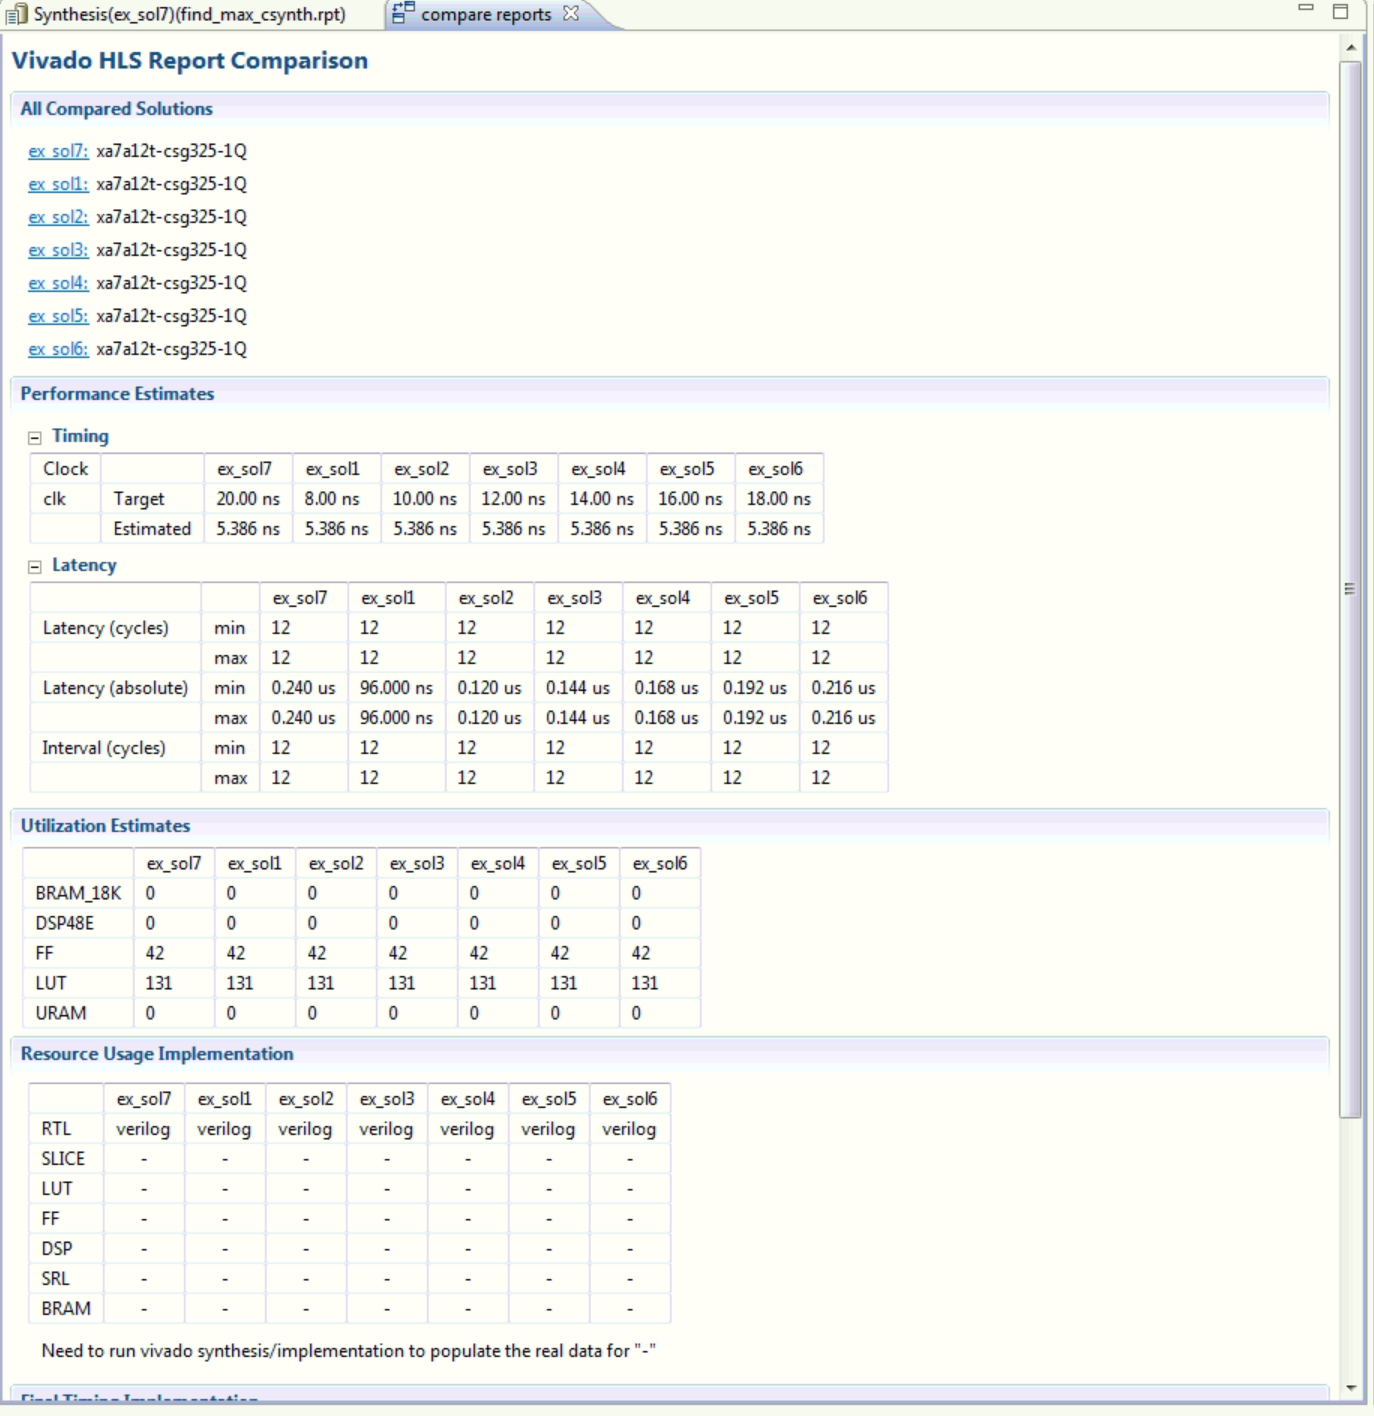 Synthesis(ex_sol7)(find_max_csynth.rpt) compare reports
Vivado HLS Report Comparison
All Compared Solutions
ex_sol7: xa7a12t-csg325-1Q
ex_sol1: xa7a12t-csg325-1Q
ex_sol2: xa7a12t-csg325-1Q
ex_sol3: xa7a12t-csg325-1Q
ex_sol4: xa7a12t-csg325-1Q
ex_sol5: xa7a12t-csg325-1Q
ex_sol6: xa7a12t-csg325-1Q
Performance Estimates
Timing
Clock ex_sol7 ex_sol1 ex_sol2 ex_sol3 ex_sol4 ex_sol5 ex_sol6
clk Target 20.00 ns 8.00 ns 10.00 ns 12.00 ns 14.00 ns 16.00 ns 18.00 ns
Estimated 5.386 ns 5.386 ns 5.386 ns 5.386 ns 5.386 ns 5.386 ns 5.386 ns
Latency
ex_sol7 ex_sol1 ex_sol2 ex_sol3 ex_sol4 ex_sol5 ex_sol6
Latency (cycles) min 12 12 12 12 12 12 12
max 12 12 12 12 12 12 12
Latency (absolute) min 0.240 us 96.000 ns 0.120 us 0.144 us 0.168 us 0.192 us 0.216 us
max 0.240 us 96.000 ns 0.120 us 0.144 us 0.168 us 0.192 us 0.216 us
Interval (cycles) min 12 12 12 12 12 12 12
max 12 12 12 12 12 12 12
Utilization Estimates
ex_sol7 ex_sol1 ex_sol2 ex_sol3 ex_sol4 ex_sol5 ex_sol6
BRAM_18K 0 0 0 0 0 0 0
DSP48E 0 0 0 0 0 0 0
FF 42 42 42 42 42 42 42
LUT 131 131 131 131 131 131 131
URAM 0 0 0 0 0 0 0
Resource Usage Implementation
ex_sol7 ex_sol1 ex_sol2 ex_sol3 ex_sol4 ex_sol5 ex_sol6
RTL verilog verilog verilog verilog verilog verilog verilog
SLICE - - - - - - -
LUT - - - - - - -
FF - - - - - - -
DSP - - - - - - -
SRL - - - - - - -
BRAM - - - - - - -
Need to run vivado synthesis/implementation to populate the real data for "-"
Final Timing Implementation